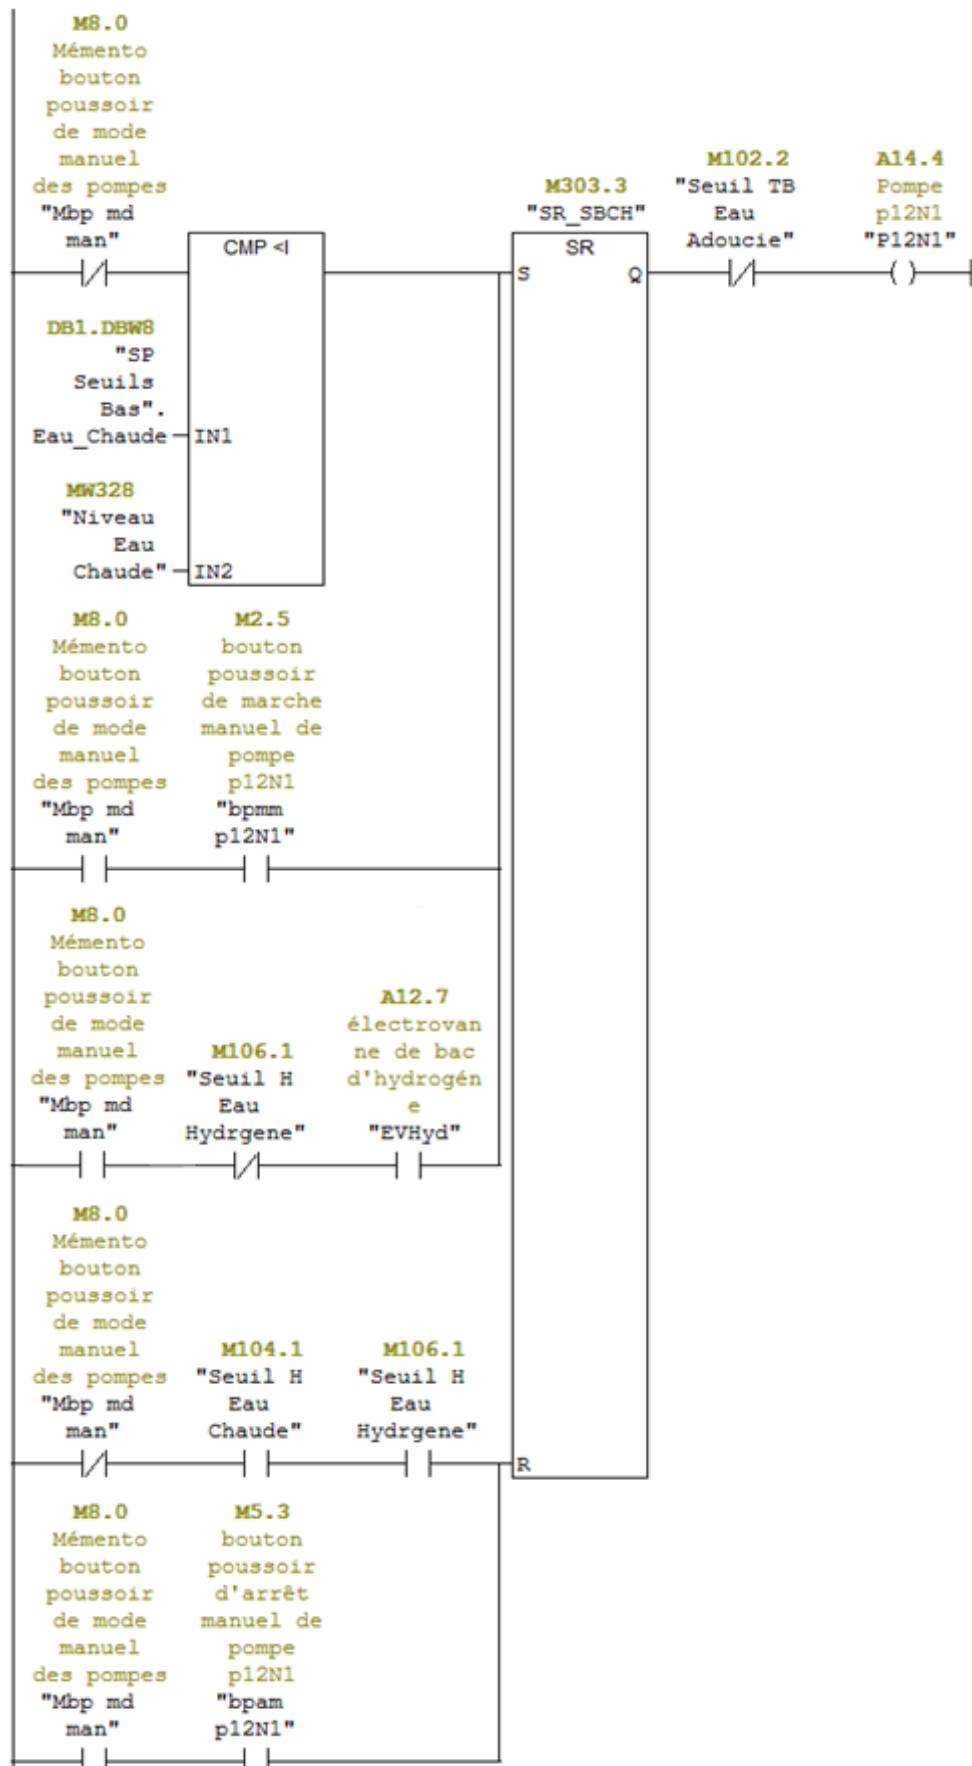 M8.0
Mémento
bouton
poussoir
de mode
manuel
des pompes
"Mbp md
man"
CMP <I
M303.3
"SR_SBCH"
SR
S
Q
M102.2
"Seuil TB
Eau
Adoucie"
A14.4
Pompe
p12N1
"P12N1"
DB1.DBW8
"SP
Seuils
Bas".
Eau_Chaude
IN1
MW328
"Niveau
Eau
Chaude"
IN2
M8.0
Mémento
bouton
poussoir
de mode
manuel
des pompes
"Mbp md
man"
M2.5
bouton
poussoir
de marche
manuel de
pompe
p12N1
"bpmm
p12N1"
M8.0
Mémento
bouton
poussoir
de mode
manuel
des pompes
"Mbp md
man"
M106.1
"Seuil H
Eau
Hydrgene"
A12.7
électrovan
ne de bac
d'hydrogén
e
"EVHyd"
M8.0
Mémento
bouton
poussoir
de mode
manuel
des pompes
"Mbp md
man"
M104.1
"Seuil H
Eau
Chaude"
M106.1
"Seuil H
Eau
Hydrgene"
R
M8.0
Mémento
bouton
poussoir
de mode
manuel
des pompes
"Mbp md
man"
M5.3
bouton
poussoir
d'arrêt
manuel de
pompe
p12N1
"bpam
p12N1"